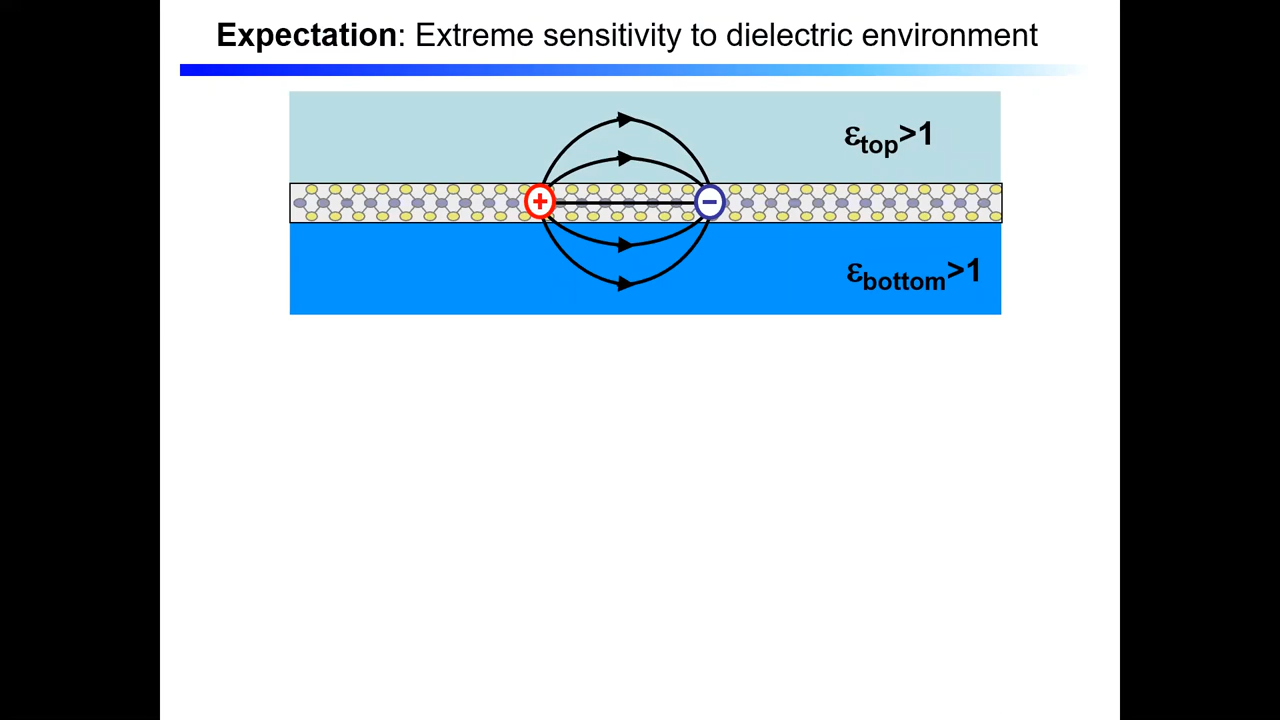 Expectation: Extreme sensitivity to dielectric environment
εtop>1
+
−
εbottom>1